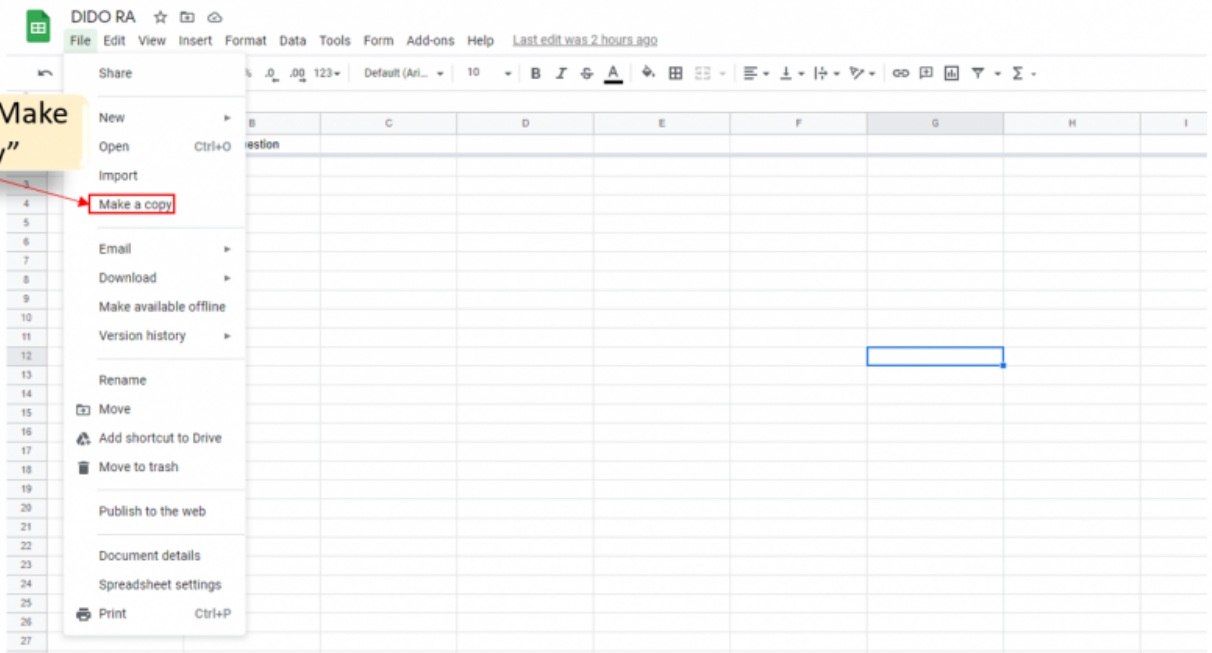 DIDO RA
File Edit View Insert Format Data Tools Form Add-ons Help Last edit was 2 hours ago
% .0 .00 123 Default (Ari... 10 B I S A Σ
Share
Make
y”
New
Open Ctrl+O
Import
Make a copy
Email
Download
Make available offline
Version history
Rename
Move
Add shortcut to Drive
Move to trash
Publish to the web
Document details
Spreadsheet settings
Print Ctrl+P
B C D E F G H I
estion
3
4
5
6
7
8
9
10
11
12
13
14
15
16
17
18
19
20
21
22
23
24
25
26
27